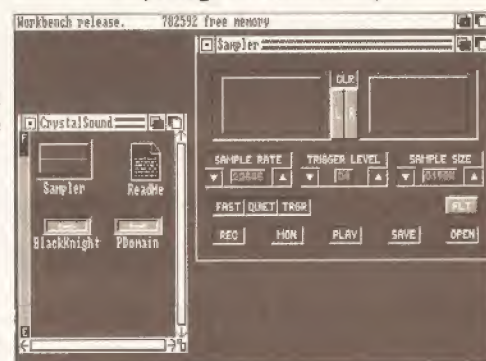 Workbench release. 782592 free memory
Sampler
CLR
L R
SAMPLE RATE TRIGGER LEVEL SAMPLE SIZE
FAST QUIET TRGR FLT
REC MON PLAY SAVE OPEN
CrystalSound
F
Sampler ReadMe
BlackKnight PDomain
E